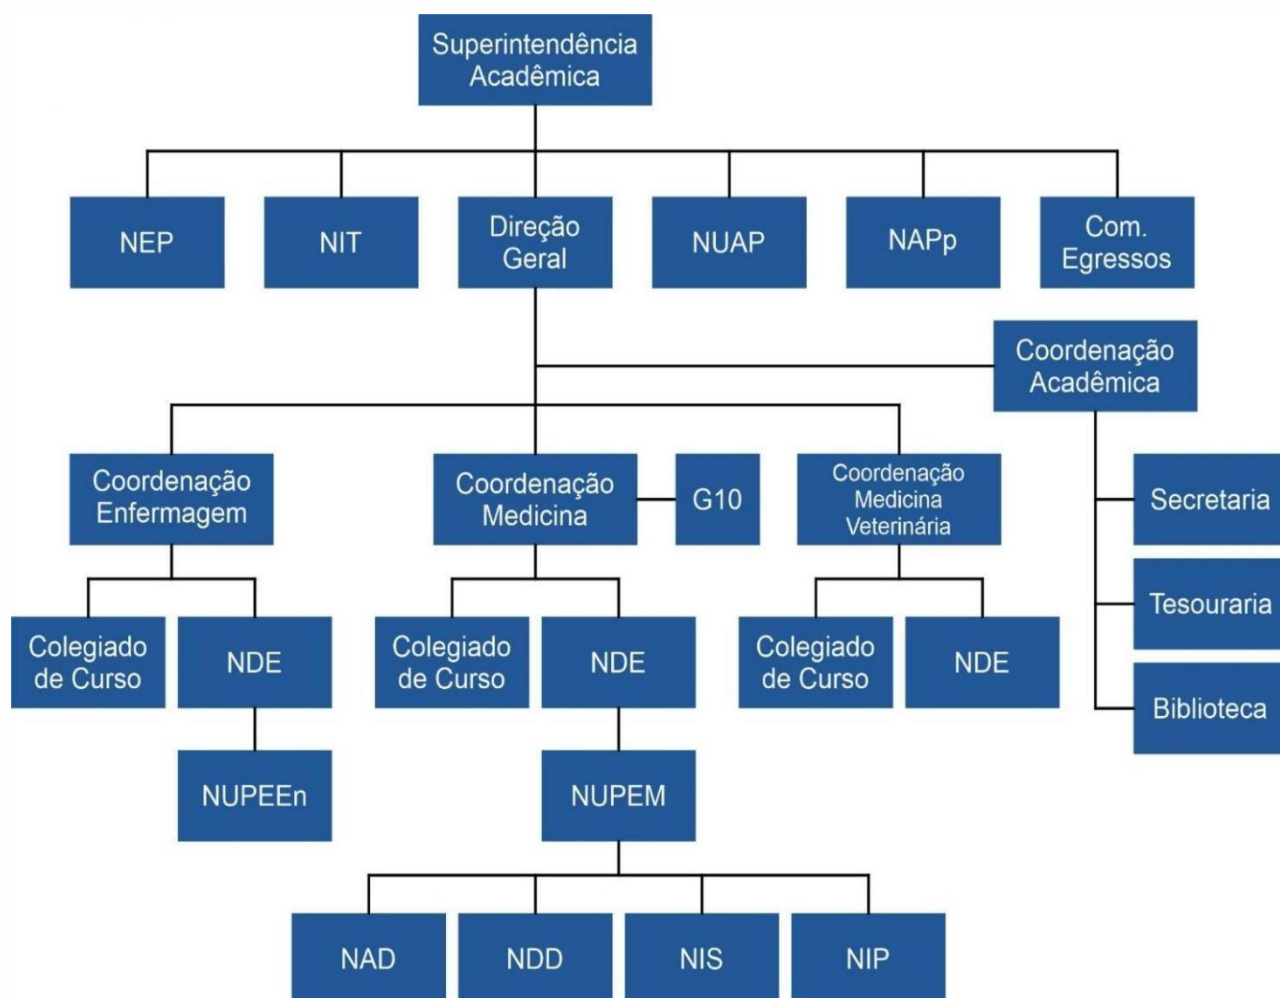 Superintendência
Acadêmica
NEP
NIT
Direção
Geral
NUAP
NAPp
Com.
Egressos
Coordenação
Acadêmica
Coordenação
Enfermagem
Coordenação
Medicina
G10
Coordenação
Medicina
Veterinária
Secretaria
Tesouraria
Biblioteca
Colegiado
de Curso
NDE
Colegiado
de Curso
NDE
Colegiado
de Curso
NDE
NUPEEn
NUPEM
NAD
NDD
NIS
NIP